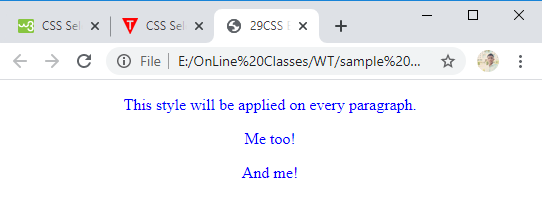 CSS Sel
CSS Sel
29CSS
File
E:/OnLine%20Classes/WT/sample%20...
This style will be applied on every paragraph.
Me too!
And me!